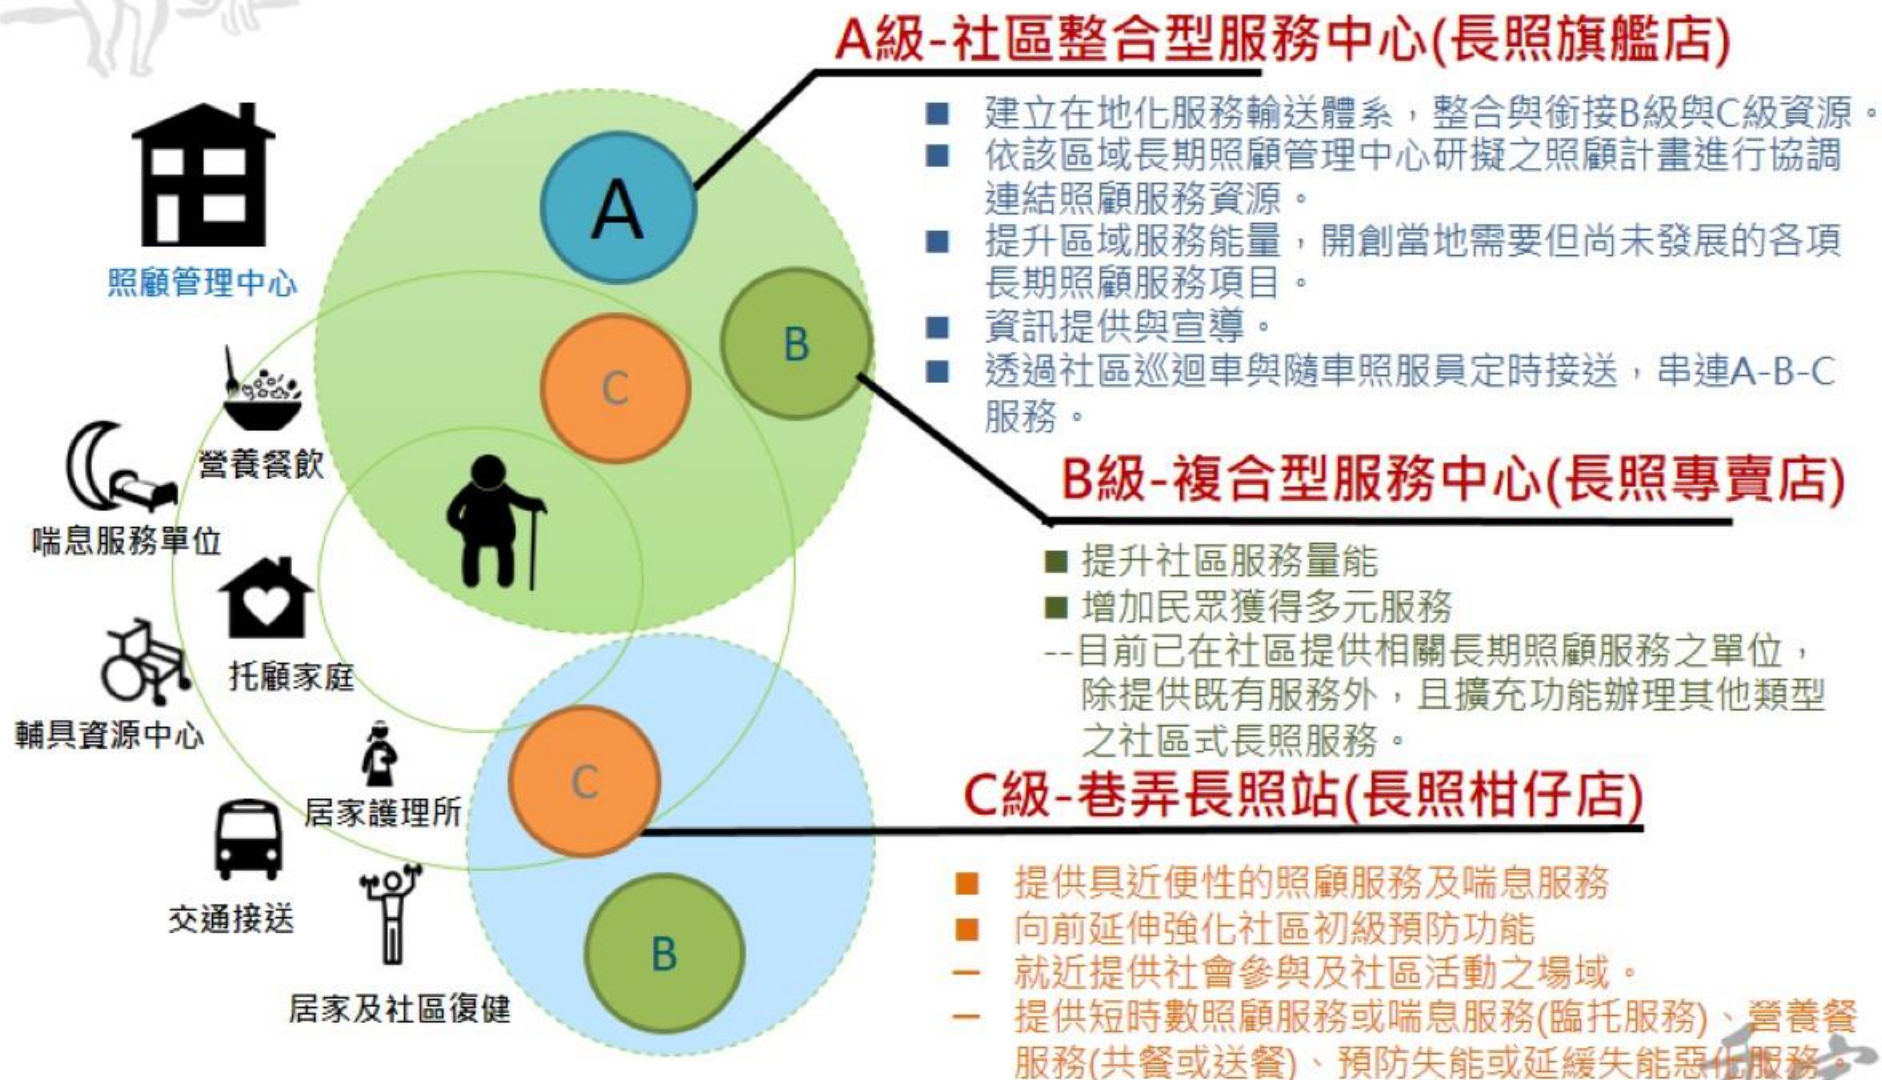 A級-社區整合型服務中心(長照旗艦店)
■ 建立在地化服務輸送體系，整合與銜接B級與C級資源。
■ 依該區域長期照顧管理中心研擬之照顧計畫進行協調
連結照顧服務資源。
■ 提升區域服務能量，開創當地需要但尚未發展的各項
長期照顧服務項目。
■ 資訊提供與宣導。
■ 透過社區巡迴車與隨車照服員定時接送，串連A-B-C
服務。
B級-複合型服務中心(長照專賣店)
■ 提升社區服務量能
■ 增加民眾獲得多元服務
--目前已在社區提供相關長期照顧服務之單位，
除提供既有服務外，且擴充功能辦理其他類型
之社區式長照服務。
C級-巷弄長照站(長照柑仔店)
■ 提供具近便性的照顧服務及喘息服務
■ 向前延伸強化社區初級預防功能
– 就近提供社會參與及社區活動之場域。
– 提供短時數照顧服務或喘息服務(臨托服務)、營養餐
服務(共餐或送餐)、預防失能或延緩失能惡化服務。
照顧管理中心
營養餐飲
喘息服務單位
托顧家庭
輔具資源中心
居家護理所
交通接送
居家及社區復健
A
B
C
C
B